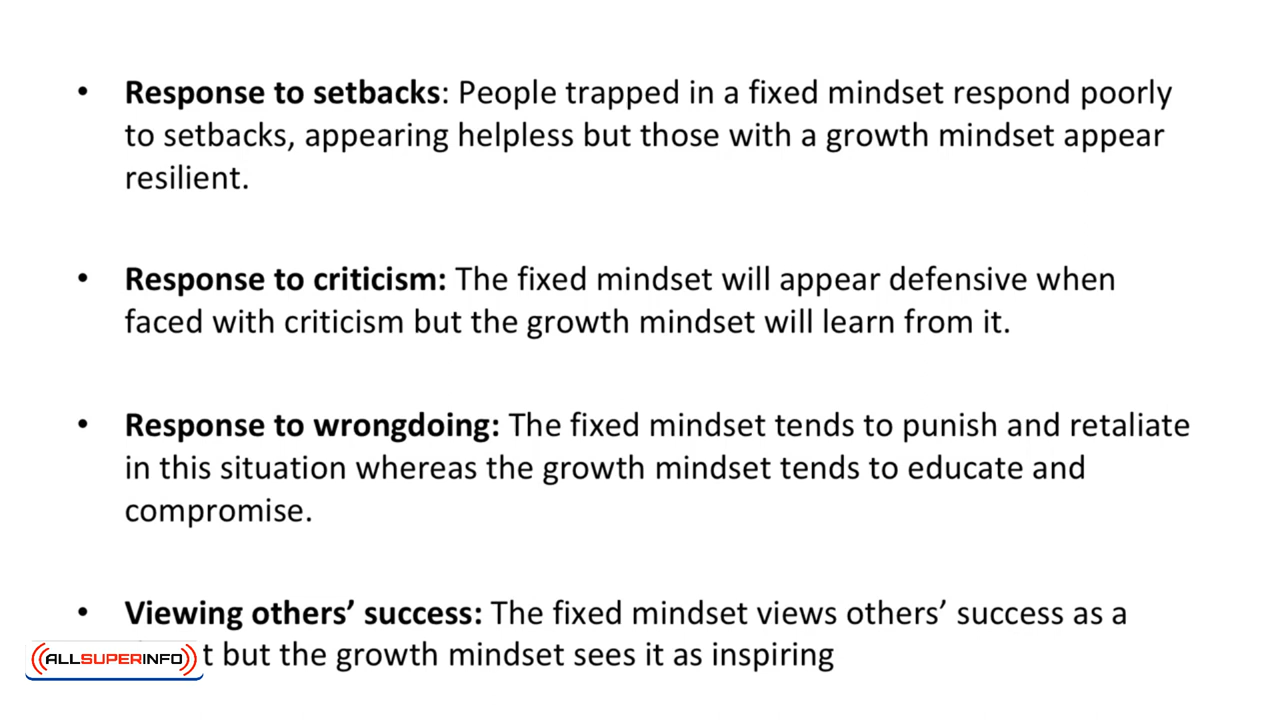 • Response to setbacks: People trapped in a fixed mindset respond poorly
to setbacks, appearing helpless but those with a growth mindset appear
resilient.
• Response to criticism: The fixed mindset will appear defensive when
faced with criticism but the growth mindset will learn from it.
• Response to wrongdoing: The fixed mindset tends to punish and retaliate
in this situation whereas the growth mindset tends to educate and
compromise.
• Viewing others’ success: The fixed mindset views others’ success as a
but the growth mindset sees it as inspiring
ALLSUPERINFO